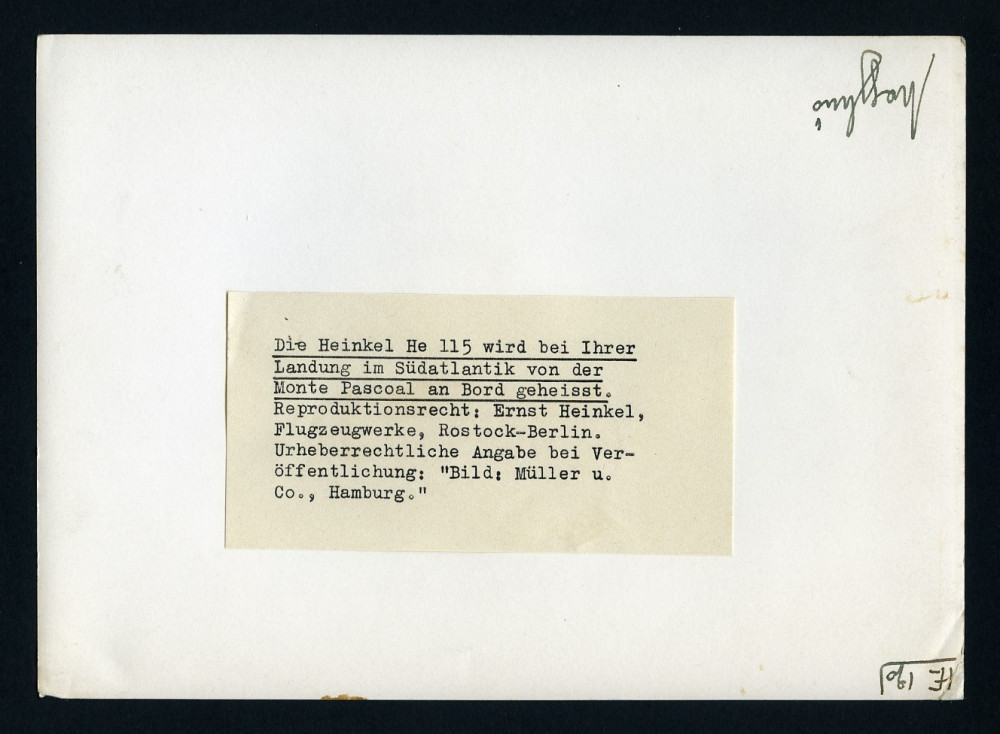 Die Heinkel He 115 wird bei Ihrer
Landung im Südatlantik von der
Monte Pascoal an Bord geheisst.
Reproduktionsrecht: Ernst Heinkel,
Flugzeugwerke, Rostock-Berlin.
Urheberrechtliche Angabe bei Ver-
öffentlichung: "Bild: Müller u.
Co., Hamburg."